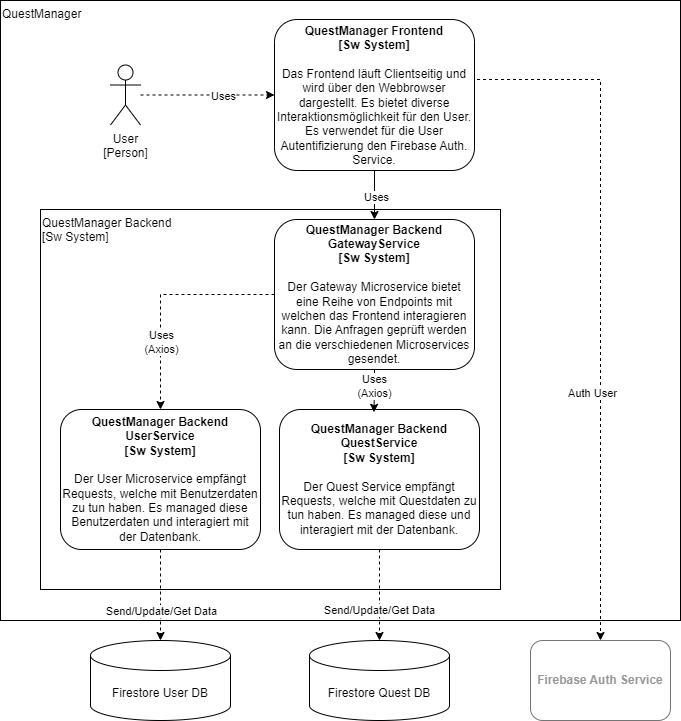 QuestManager
QuestManager Frontend
[Sw System]
Das Frontend läuft Clientseitig und
wird über den Webbrowser
dargestellt. Es bietet diverse
Interaktionsmöglichkeit für den User.
Es verwendet für die User
Autentifizierung den Firebase Auth.
Service.
Uses
User
[Person]
Uses
QuestManager Backend
[Sw System]
QuestManager Backend
GatewayService
[Sw System]
Der Gateway Microservice bietet
eine Reihe von Endpoints mit
welchen das Frontend interagieren
kann. Die Anfragen geprüft werden
an die verschiedenen Microservices
gesendet.
Uses
(Axios)
Uses
(Axios)
Auth User
QuestManager Backend
UserService
[Sw System]
Der User Microservice empfängt
Requests, welche mit Benutzerdaten
zu tun haben. Es managed diese
Benutzerdaten und interagiert mit
der Datenbank.
QuestManager Backend
QuestService
[Sw System]
Der Quest Service empfängt
Requests, welche mit Questdaten zu
tun haben. Es managed diese und
interagiert mit der Datenbank.
Send/Update/Get Data
Send/Update/Get Data
Firestore User DB
Firestore Quest DB
Firebase Auth Service